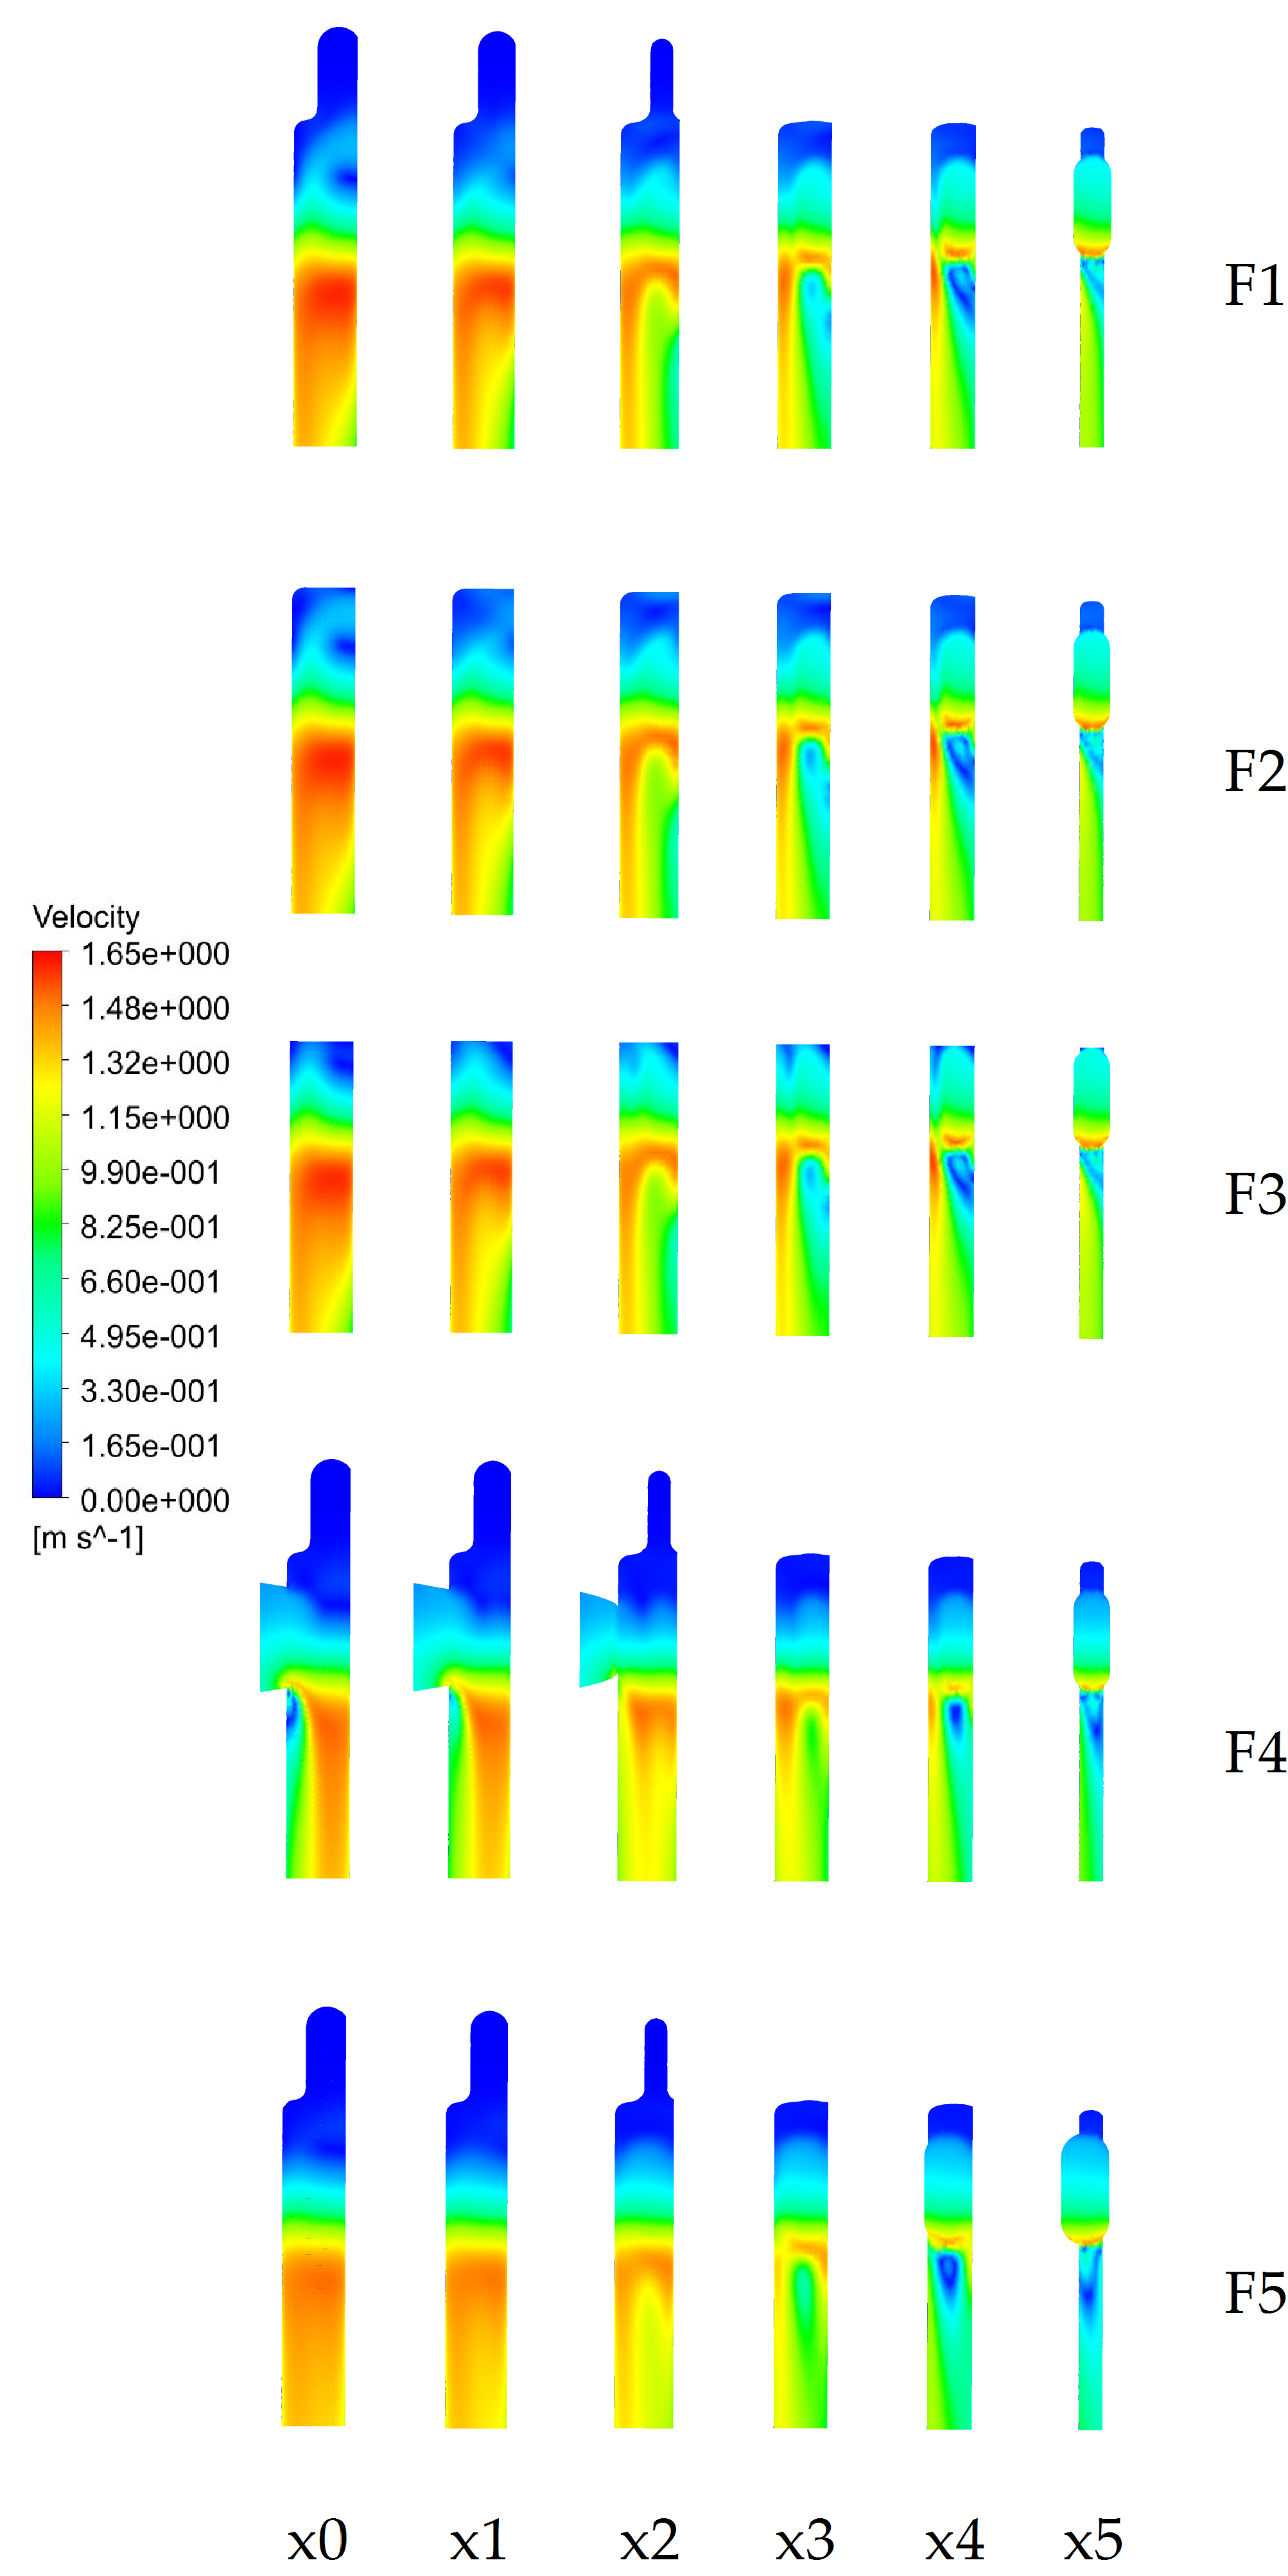 F1
F2
Velocity
1.65e+000
1.48e+000
1.32e+000
1.15e+000
9.90e-001
8.25e-001
6.60e-001
4.95e-001
3.30e-001
1.65e-001
0.00e+000
[m s^-1]
F3
F4
F5
x0 x1 x2 x3 x4 x5